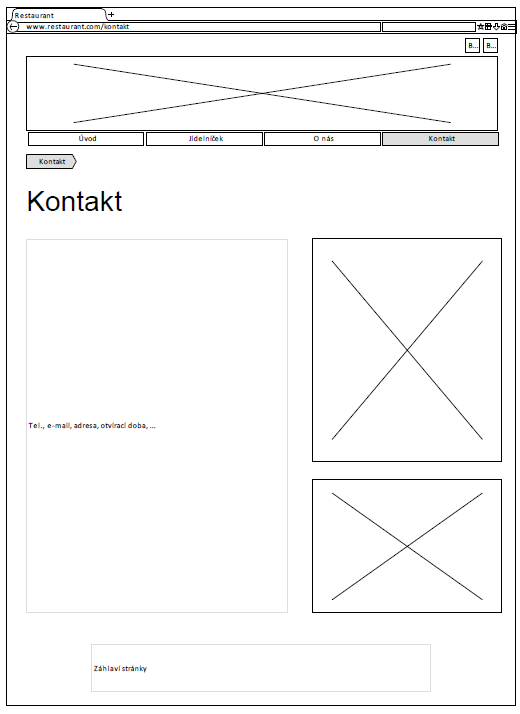 Restaurant
www.restaurant.com/kontakt
B... B...
Úvod Jídelníček O nás Kontakt
Kontakt
Kontakt
Tel., e-mail, adresa, otvírací doba, ...
Záhlaví stránky